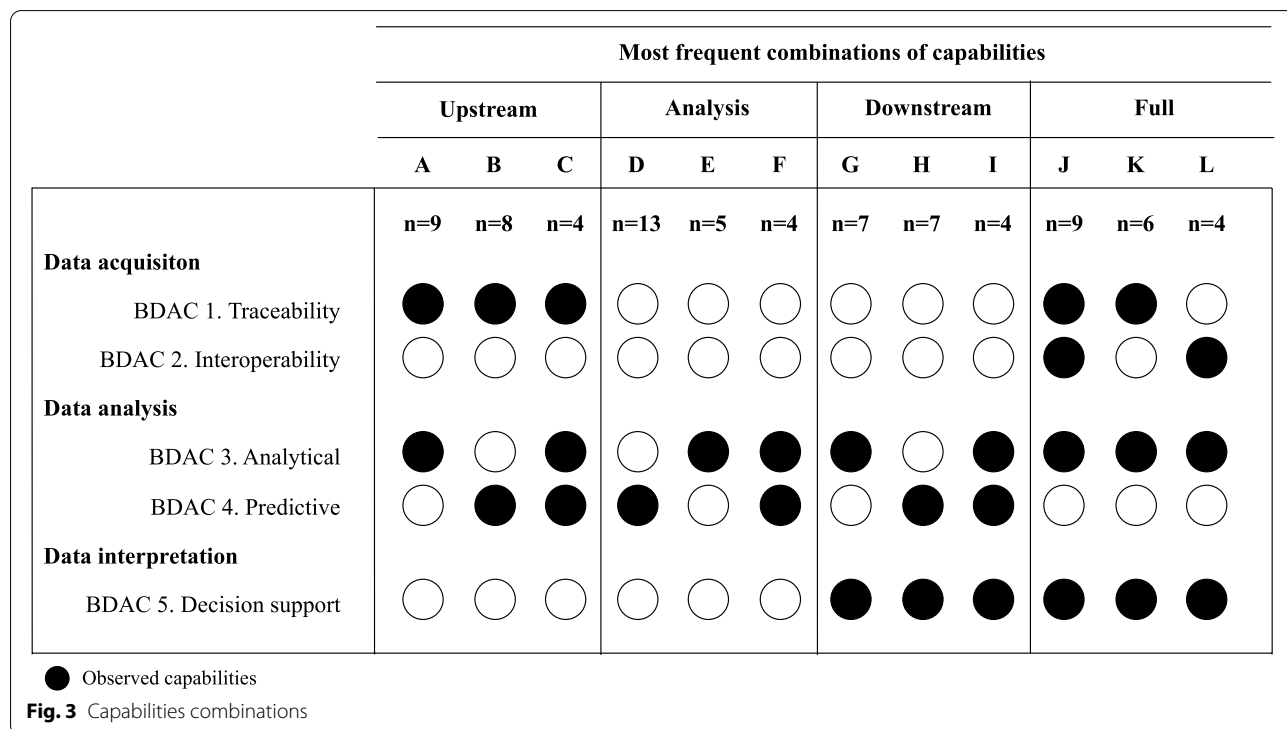 Most frequent combinations of capabilities
Upstream Analysis Downstream Full
A B C D E F G H I J K L
n=9 n=8 n=4 n=13 n=5 n=4 n=7 n=7 n=4 n=9 n=6 n=4
Data acquisiton
BDAC 1. Traceability
BDAC 2. Interoperability
Data analysis
BDAC 3. Analytical
BDAC 4. Predictive
Data interpretation
BDAC 5. Decision support
Observed capabilities
Fig. 3 Capabilities combinations